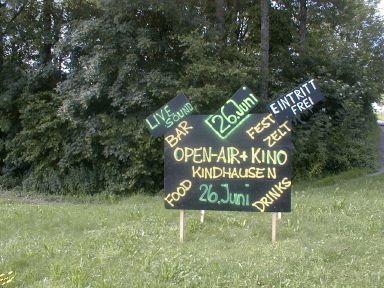 LIVE
SOUND
26.Juni
EINTRITT
FREI
BAR
FEST
ZELT
OPEN-AIR+KINO
KINDHAUSEN
FOOD
26.Juni
DRINKS